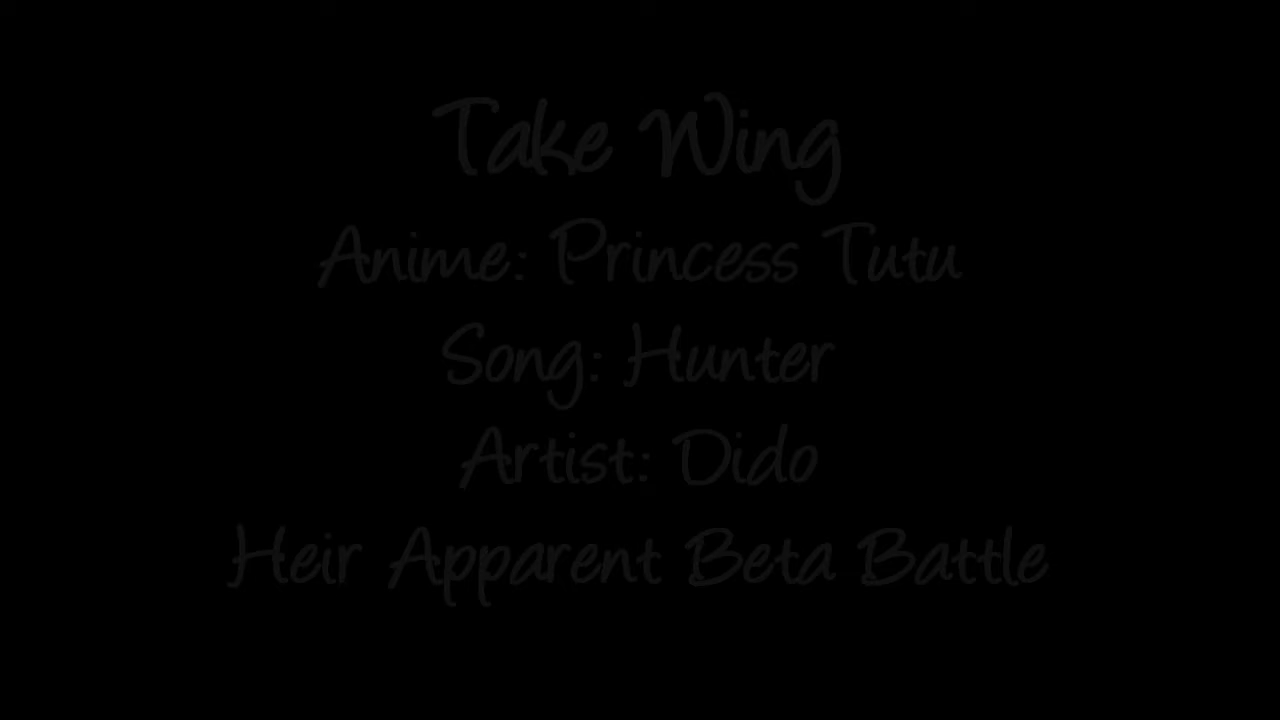 Take Wing
Anime: Princess Tutu
Song: Hunter
Artist: Dido
Heir Apparent Beta Battle